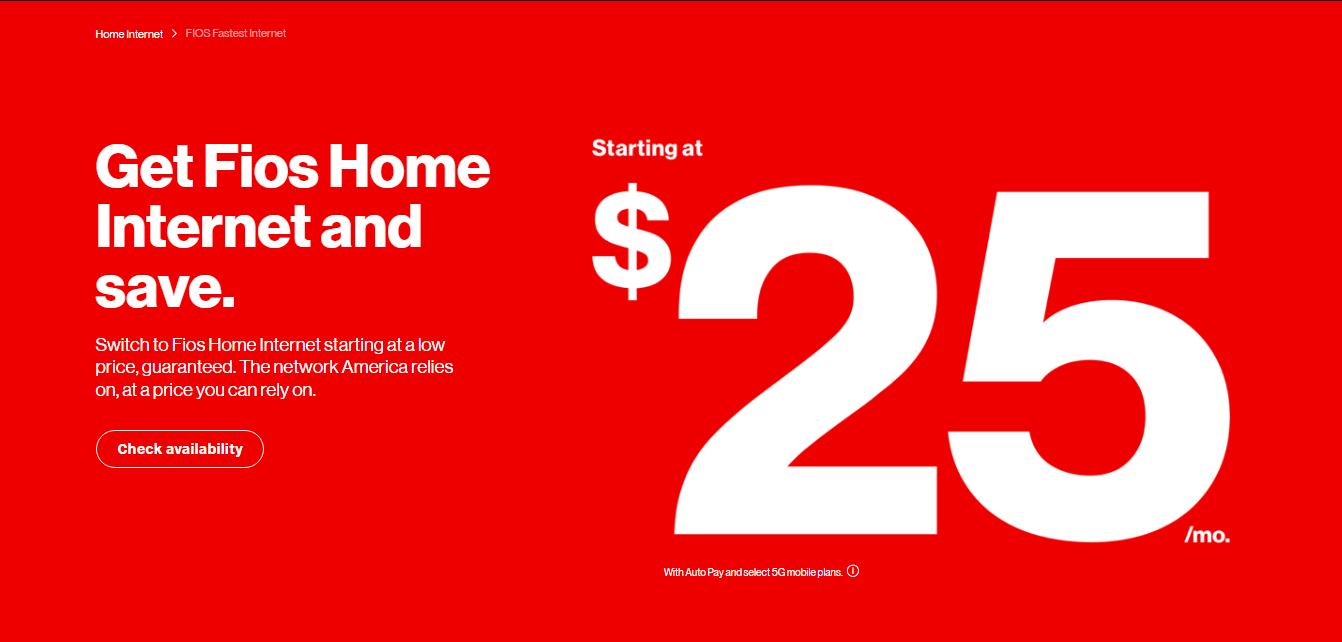 Home Internet > FIOS Fastest Internet
Get Fios Home
Internet and
save.
Switch to Fios Home Internet starting at a low
price, guaranteed. The network America relies
on, at a price you can rely on.
Check availability
Starting at
$25
/mo.
With Auto Pay and select 5G mobile plans.